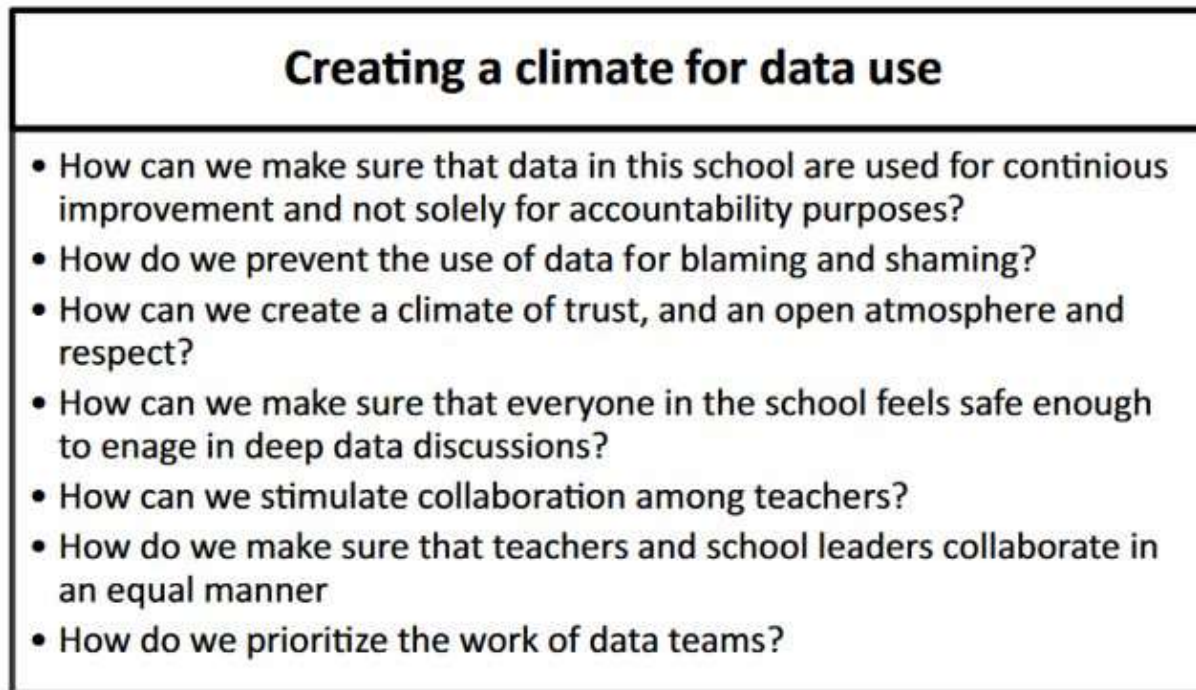 Creating a climate for data use
• How can we make sure that data in this school are used for continious
improvement and not solely for accountability purposes?
• How do we prevent the use of data for blaming and shaming?
• How can we create a climate of trust, and an open atmosphere and
respect?
• How can we make sure that everyone in the school feels safe enough
to enage in deep data discussions?
• How can we stimulate collaboration among teachers?
• How do we make sure that teachers and school leaders collaborate in
an equal manner
• How do we prioritize the work of data teams?